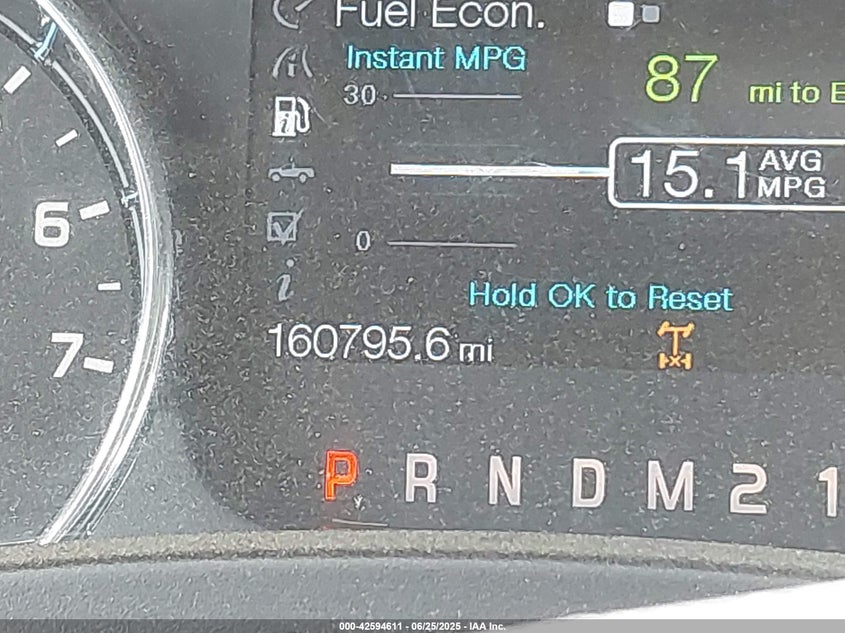 Fuel Econ.
Instant MPG
30
87 mi to E
15.1 AVG MPG
6
0
Hold OK to Reset
160795.6 mi
7
P R N D M 2 1
000-42594611 - 06/25/2025 - IAA Inc.